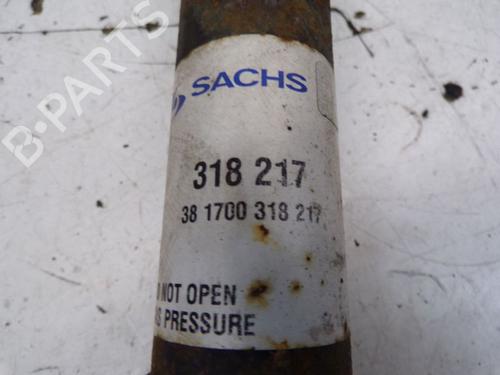 B-PARTS
SACHS
318 217
38 1700 318 217
NOT OPEN
PRESSURE